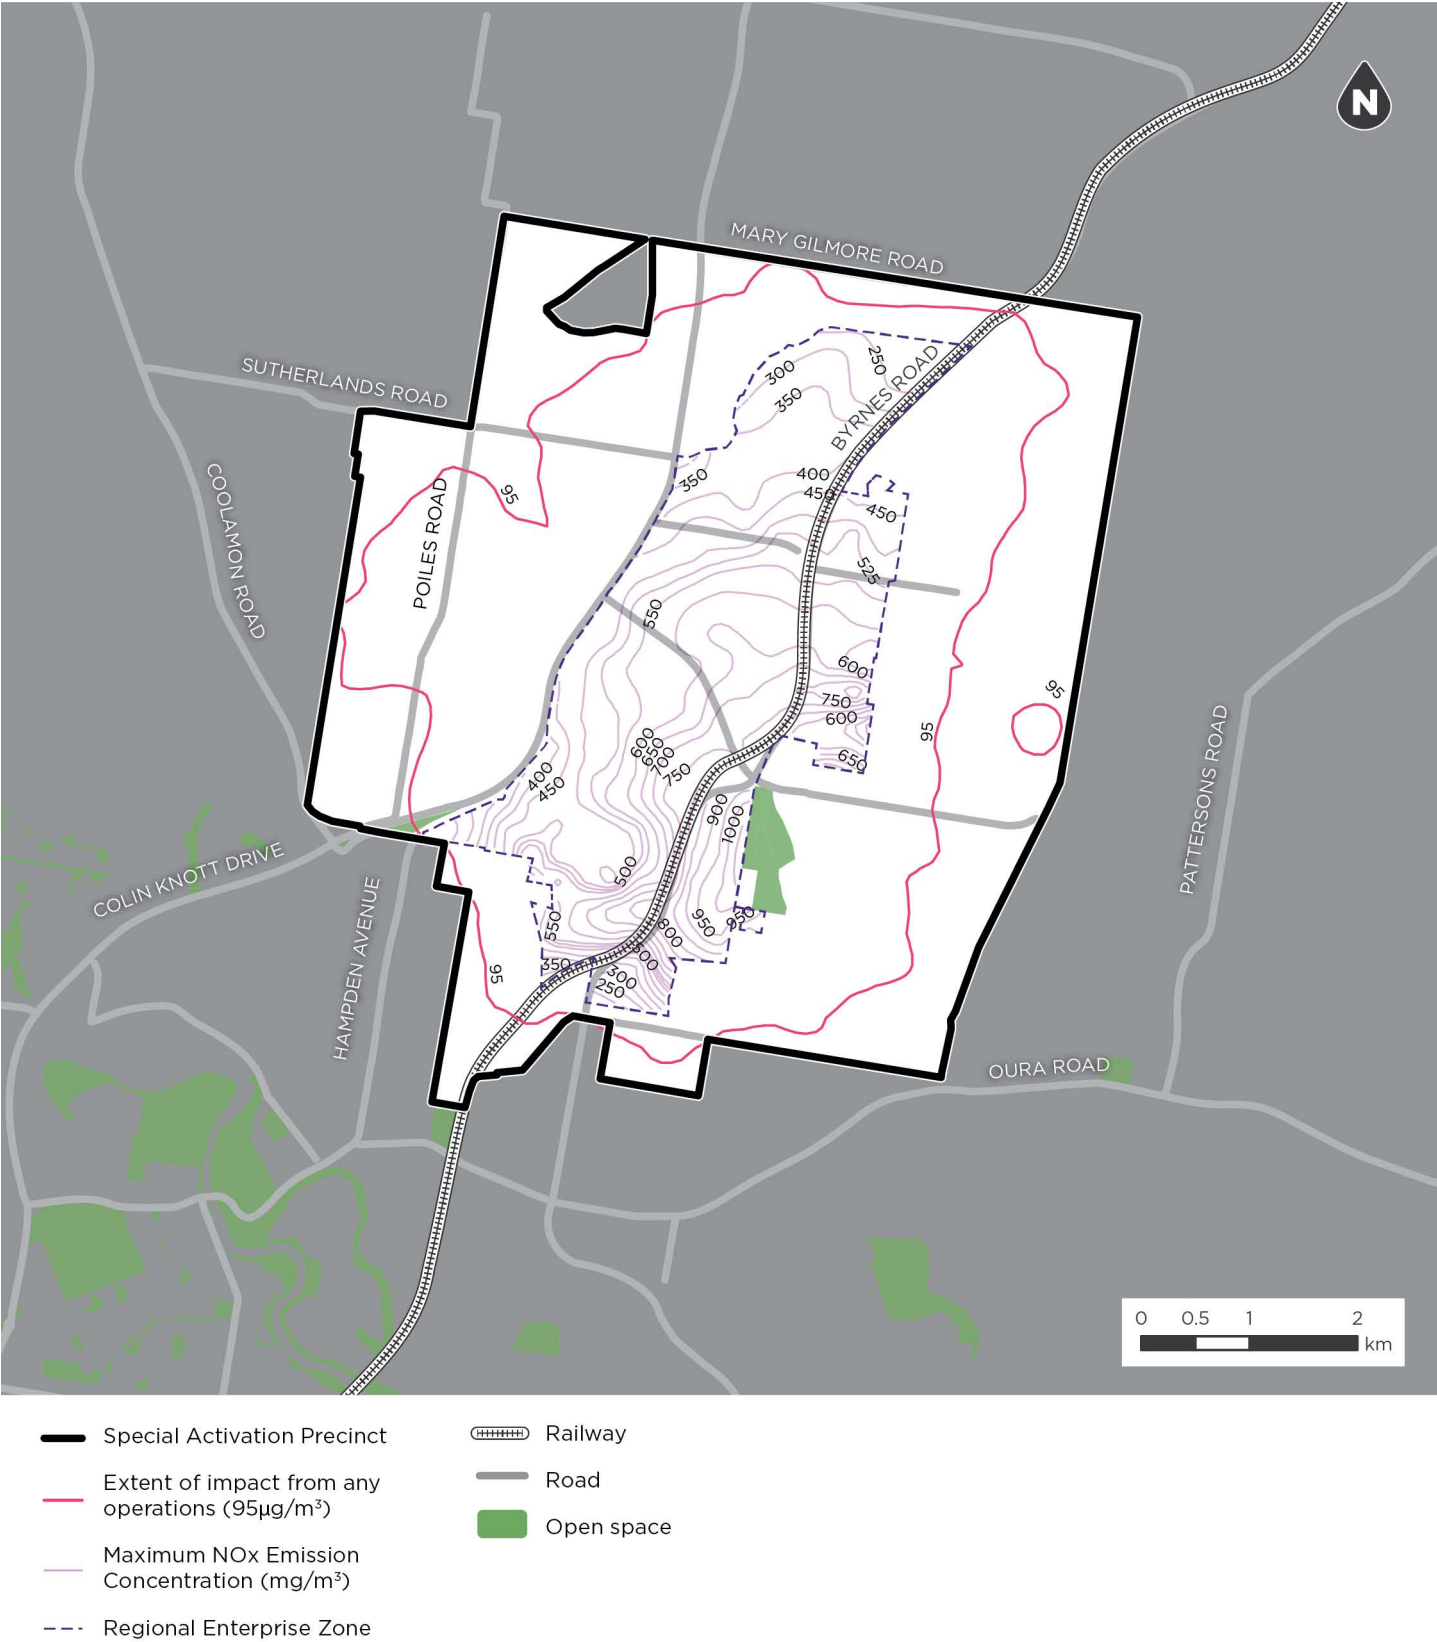 N
MARY GILMORE ROAD
SUTHERLANDS ROAD
BYRNES ROAD
250
300
350
COOLAMON ROAD
POILES ROAD
95
350
400
450
450
525
550
600
750
600
650
95
95
PATTERSONS ROAD
600
650
700
750
400
450
900
1000
COLIN KNOTT DRIVE
HAMPDEN AVENUE
500
550
950
950
800
350
300
250
95
OURA ROAD
0 0.5 1 2
km
Special Activation Precinct
Extent of impact from any
operations (95µg/m³)
Maximum NOx Emission
Concentration (mg/m³)
Regional Enterprise Zone
Railway
Road
Open space